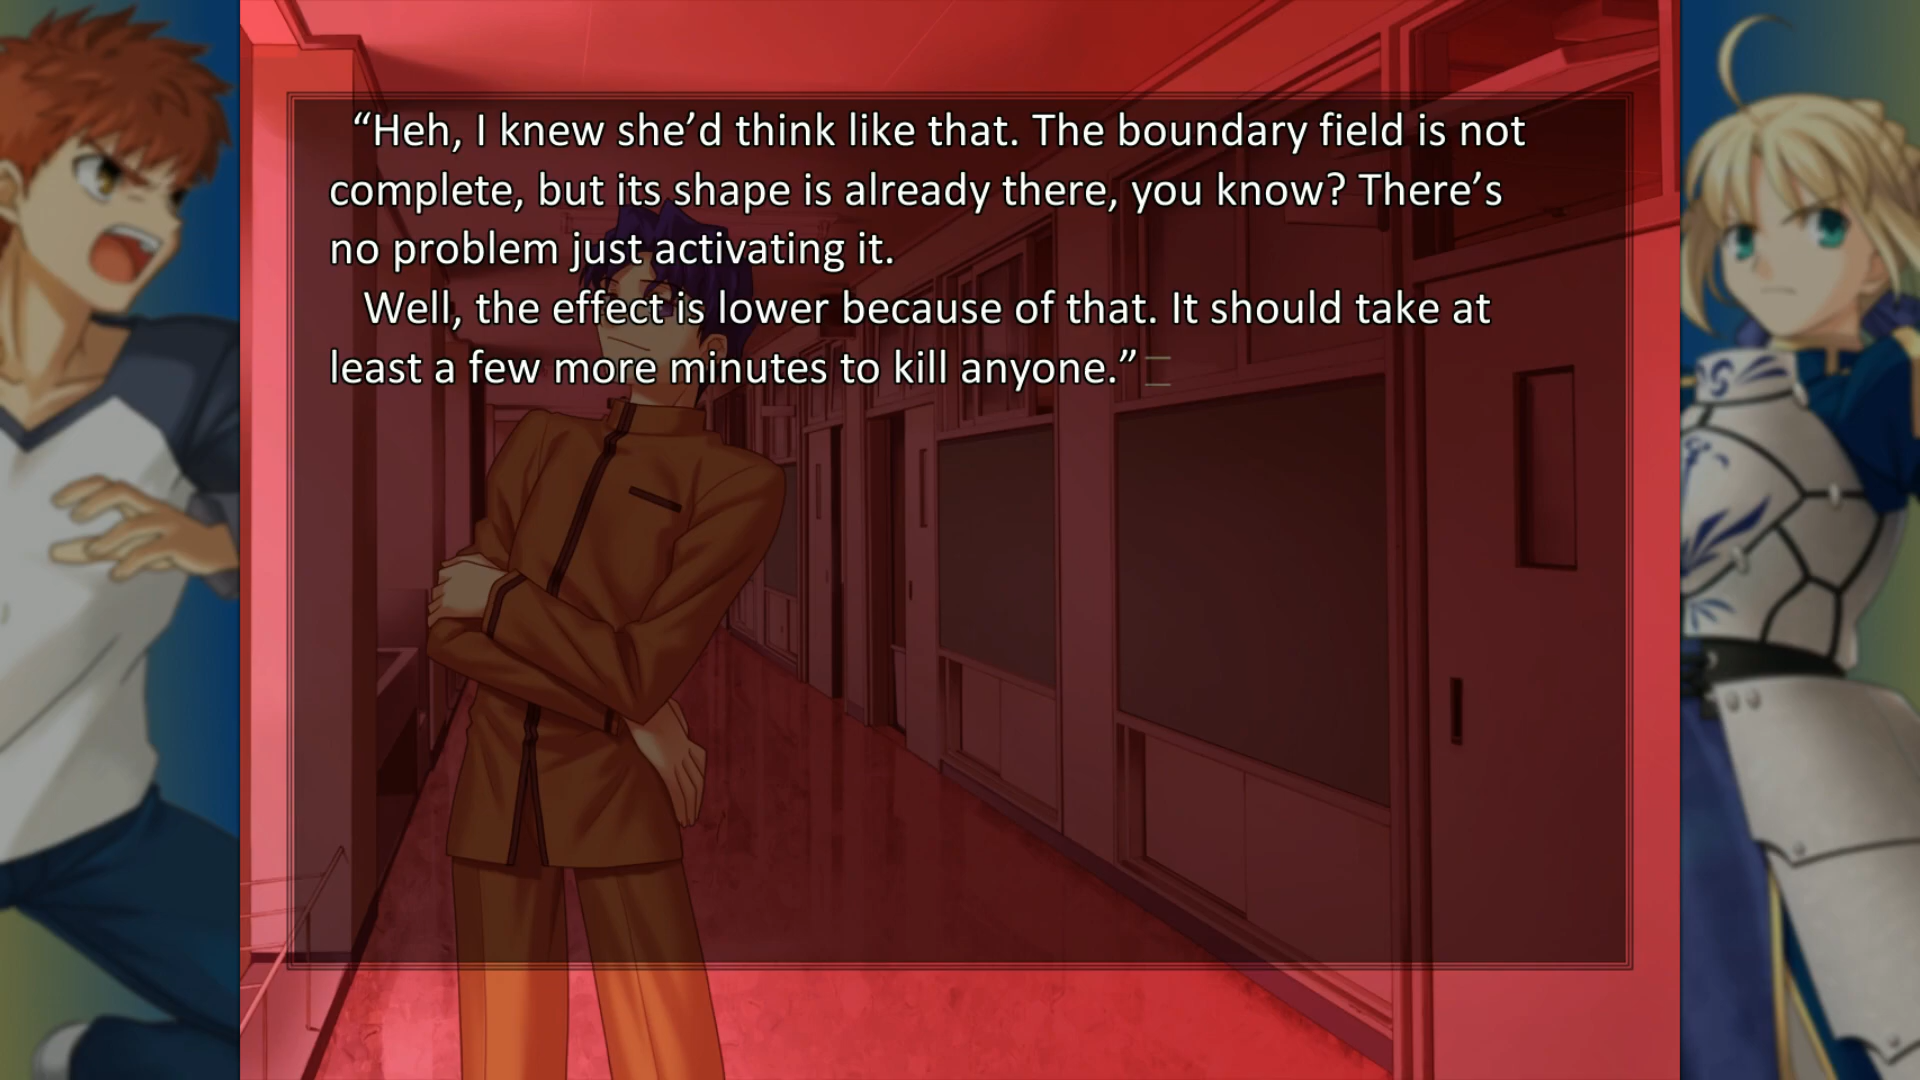 “Heh, I knew she’d think like that. The boundary field is not
complete, but its shape is already there, you know? There’s
no problem just activating it.
Well, the effect is lower because of that. It should take at
least a few more minutes to kill anyone.”